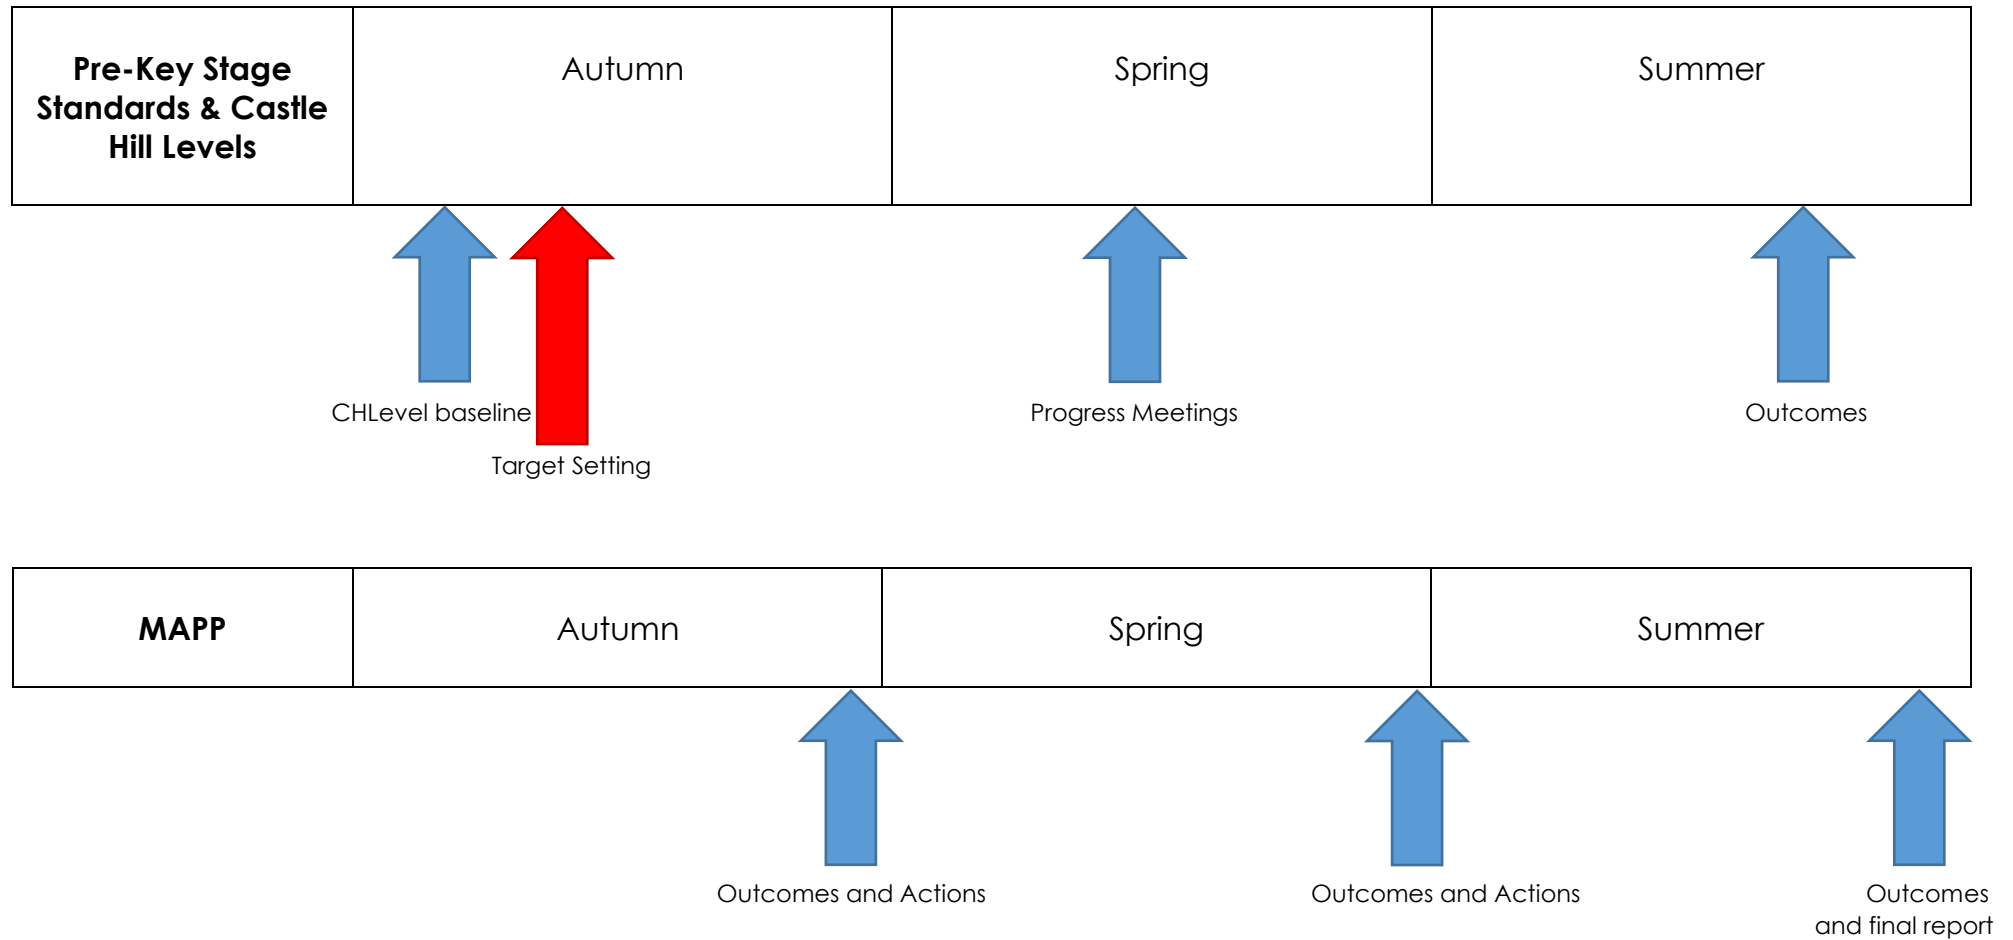 Pre-Key Stage
Standards & Castle
Hill Levels
Autumn
Spring
Summer
CHLevel baseline
Progress Meetings
Outcomes
Target Setting
MAPP
Autumn
Spring
Summer
Outcomes and Actions
Outcomes and Actions
Outcomes
and final report